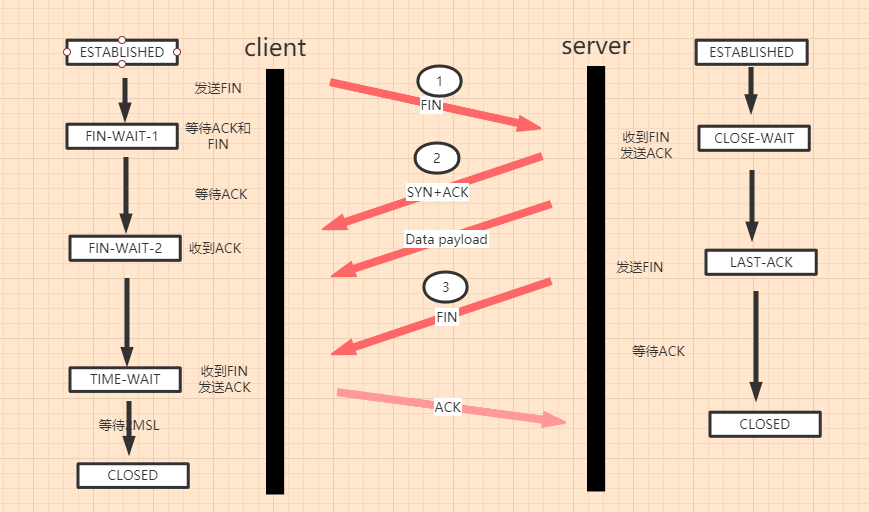 client
server
ESTABLISHED
ESTABLISHED
发送FIN
1
FIN
FIN-WAIT-1
等待ACK和
FIN
收到FIN
发送ACK
CLOSE-WAIT
2
SYN+ACK
等待ACK
Data payload
FIN-WAIT-2
收到ACK
发送FIN
LAST-ACK
3
FIN
等待ACK
TIME-WAIT
收到FIN
发送ACK
ACK
等待2MSL
CLOSED
CLOSED